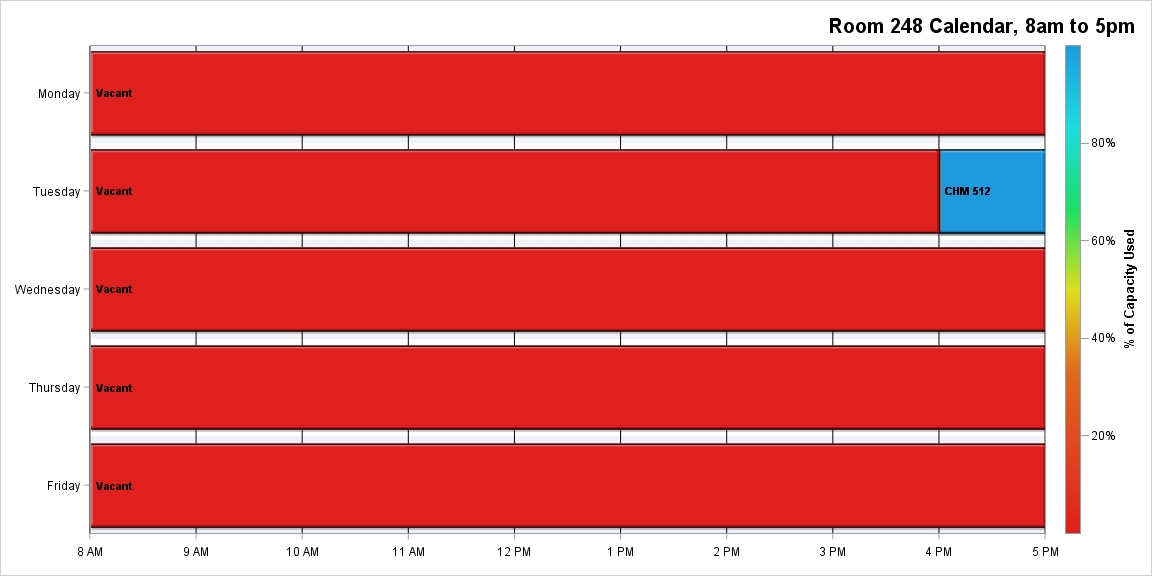 Room 248 Calendar, 8am to 5pm
Monday
Vacant
80%
Tuesday
Vacant
CHM 512
60%
% of Capacity Used
Wednesday
Vacant
40%
Thursday
Vacant
20%
Friday
Vacant
8 AM 9 AM 10 AM 11 AM 12 PM 1 PM 2 PM 3 PM 4 PM 5 PM